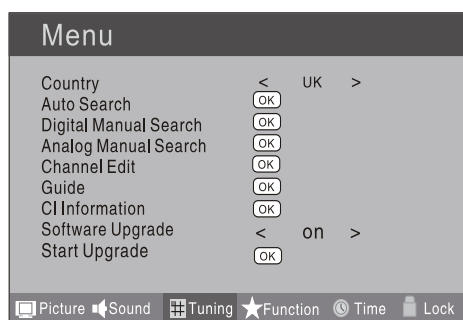 Menu
Country < UK >
Auto Search OK
Digital Manual Search OK
Analog Manual Search OK
Channel Edit OK
Guide OK
CI Information OK
Software Upgrade < on >
Start Upgrade OK
Picture Sound Tuning Function Time Lock